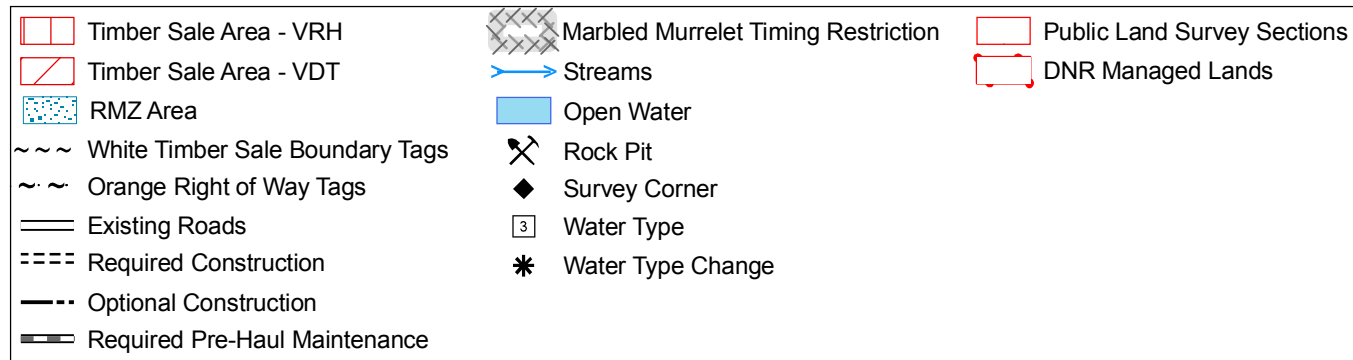 Timber Sale Area - VRH
Timber Sale Area - VDT
RMZ Area
White Timber Sale Boundary Tags
Orange Right of Way Tags
Existing Roads
Required Construction
Optional Construction
Required Pre-Haul Maintenance
Marbled Murrelet Timing Restriction
Streams
Open Water
Rock Pit
Survey Corner
3 Water Type
Water Type Change
Public Land Survey Sections
DNR Managed Lands